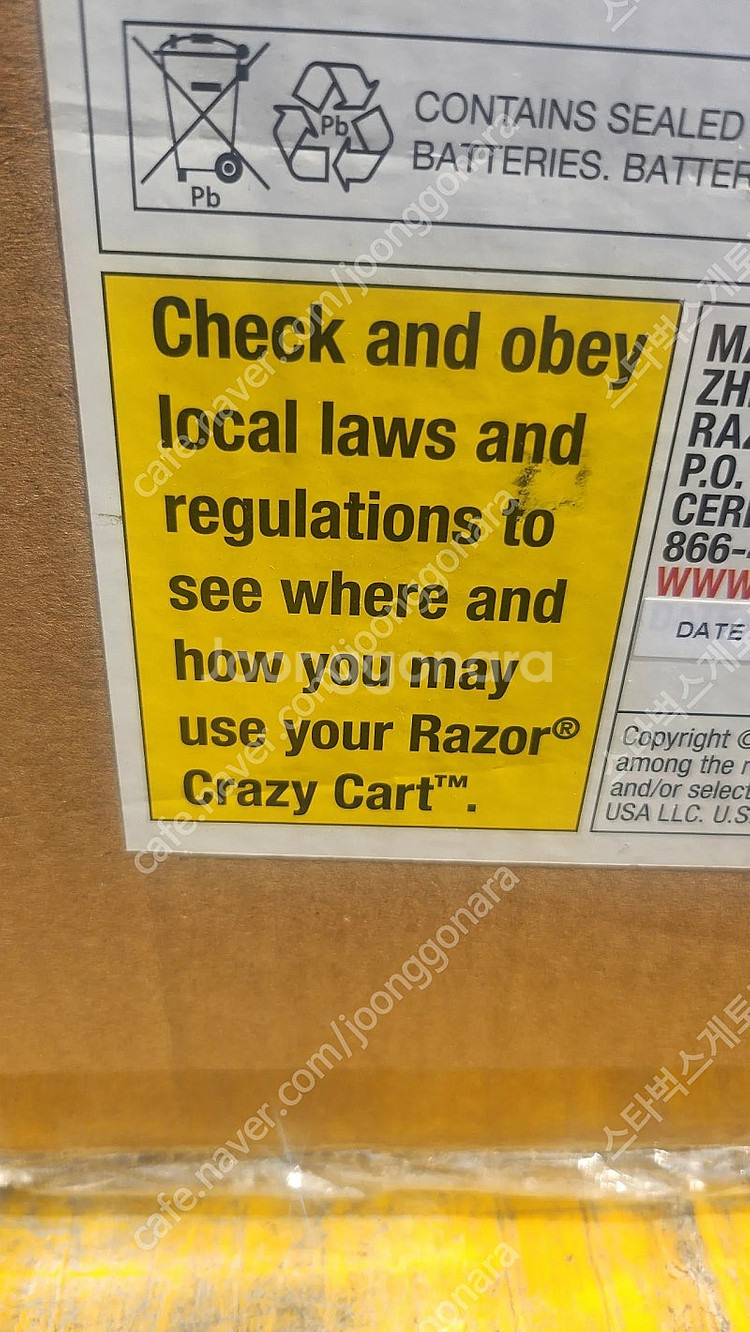 Pb
Pb
CONTAINS SEALED
BATTERIES.
Check and obey
local laws and
regulations to
see where and
how you may
use your Razor®
Crazy Cart™.
P.O.
866-
WWW
DATE
Copyright ©
among the
and/or select
USA LLC. U.S
Joonggonara
cafe.naver.com/joonggonara
cafe.naver.com/joonggonara
cafe.naver.com/joonggonara
cafe.naver.com/joonggonara